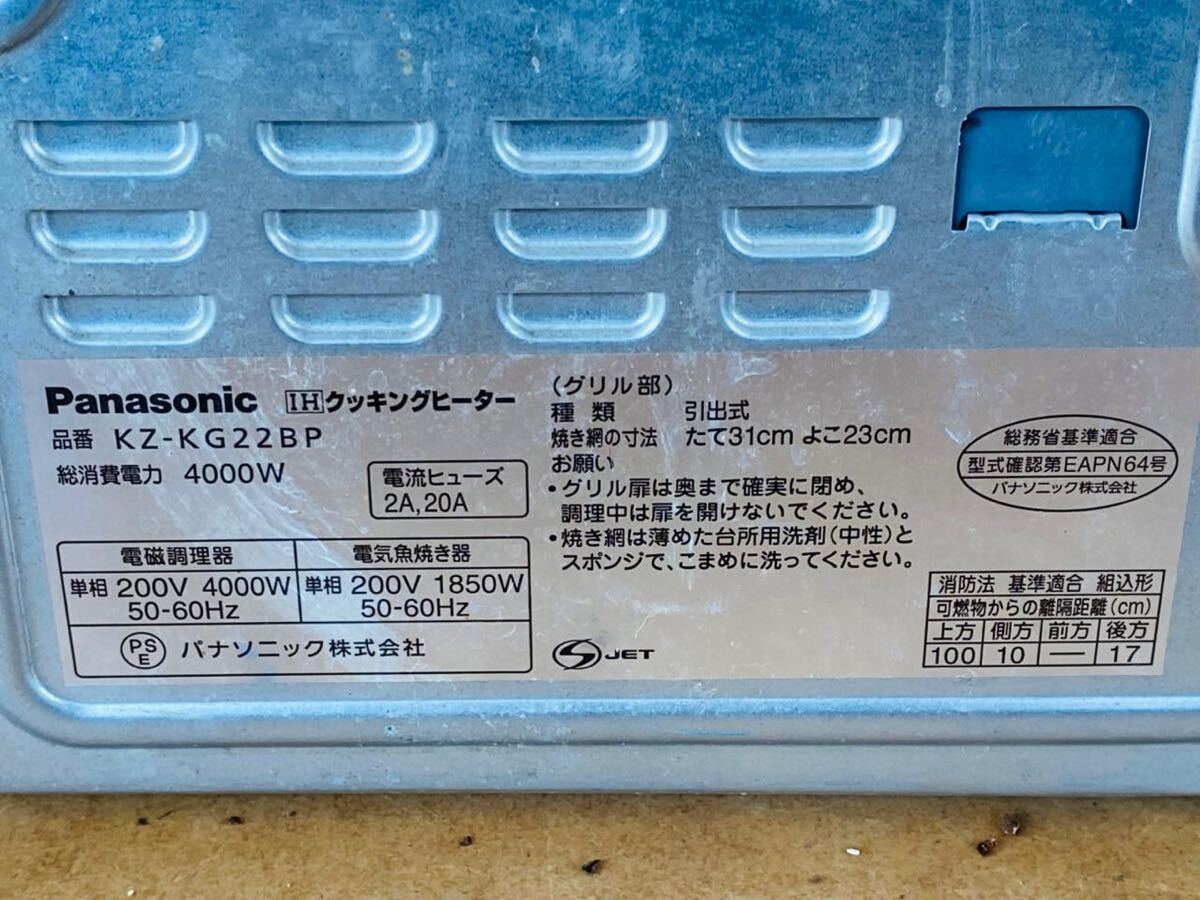 Panasonic IHクッキングヒーター
品番 KZ-KG22BP
総消費電力 4000W
電流ヒューズ
2A,20A
電磁調理器
単相 200V 4000W
50-60Hz
電気魚焼き器
単相 200V 1850W
50-60Hz
PSE パナソニック株式会社
（グリル部）
種類 引出式
焼き網の寸法 たて31cm よこ23cm
お願い
・グリル扉は奥まで確実に閉め、
調理中は扉を開けないでください。
・焼き網は薄めた台所用洗剤（中性）と
スポンジで、こまめに洗ってください。
S JET
総務省基準適合
型式確認第EAPN64号
パナソニック株式会社
消防法 基準適合 組込形
可燃物からの離隔距離(cm)
上方 側方 前方 後方
100 10 — 17